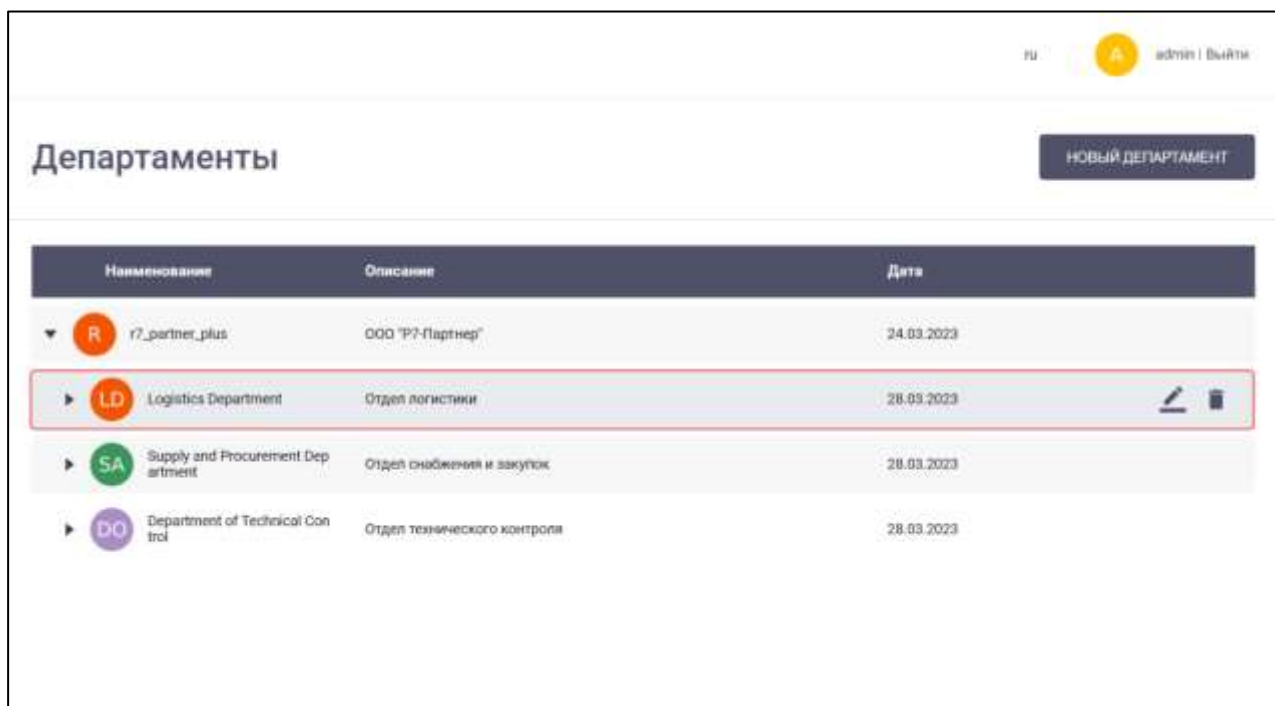 ru A admin | Выйти
Департаменты НОВЫЙ ДЕПАРТАМЕНТ
Наименование Описание Дата
R r7_partner_plus ООО "Р7-Партнер" 24.03.2023
LD Logistics Department Отдел логистики 28.03.2023
SA Supply and Procurement Dep
artment Отдел снабжения и закупок 28.03.2023
DO Department of Technical Con
trol Отдел технического контроля 28.03.2023